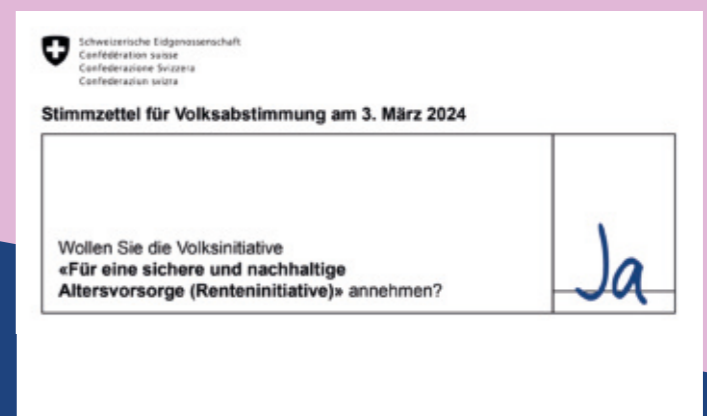 Schweizerische Eidgenossenschaft
Confédération suisse
Confederazione Svizzera
Confederaziun svizra
Stimmzettel für Volksabstimmung am 3. März 2024
Wollen Sie die Volksinitiative
«Für eine sichere und nachhaltige
Altersvorsorge (Renteninitiative)» annehmen?
Ja